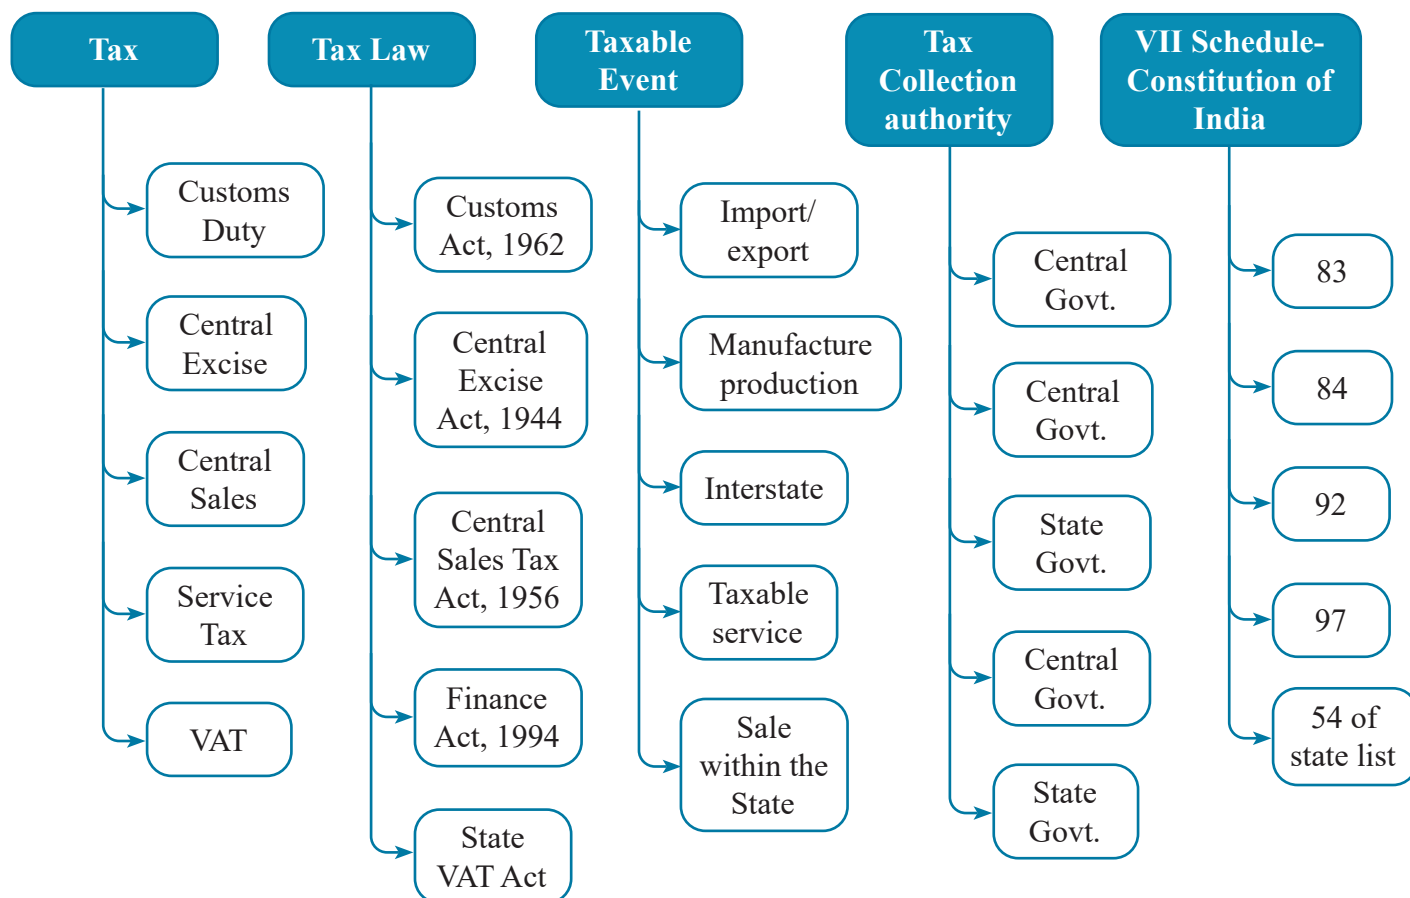 Tax
Customs
Duty
Central
Excise
Central
Sales
Service
Tax
VAT
Tax Law
Customs
Act, 1962
Central
Excise
Act, 1944
Central
Sales Tax
Act, 1956
Finance
Act, 1994
State
VAT Act
Taxable
Event
Import/
export
Manufacture
production
Interstate
Taxable
service
Sale
within the
State
Tax
Collection
authority
Central
Govt.
Central
Govt.
State
Govt.
Central
Govt.
State
Govt.
VII Schedule-
Constitution of
India
83
84
92
97
54 of
state list